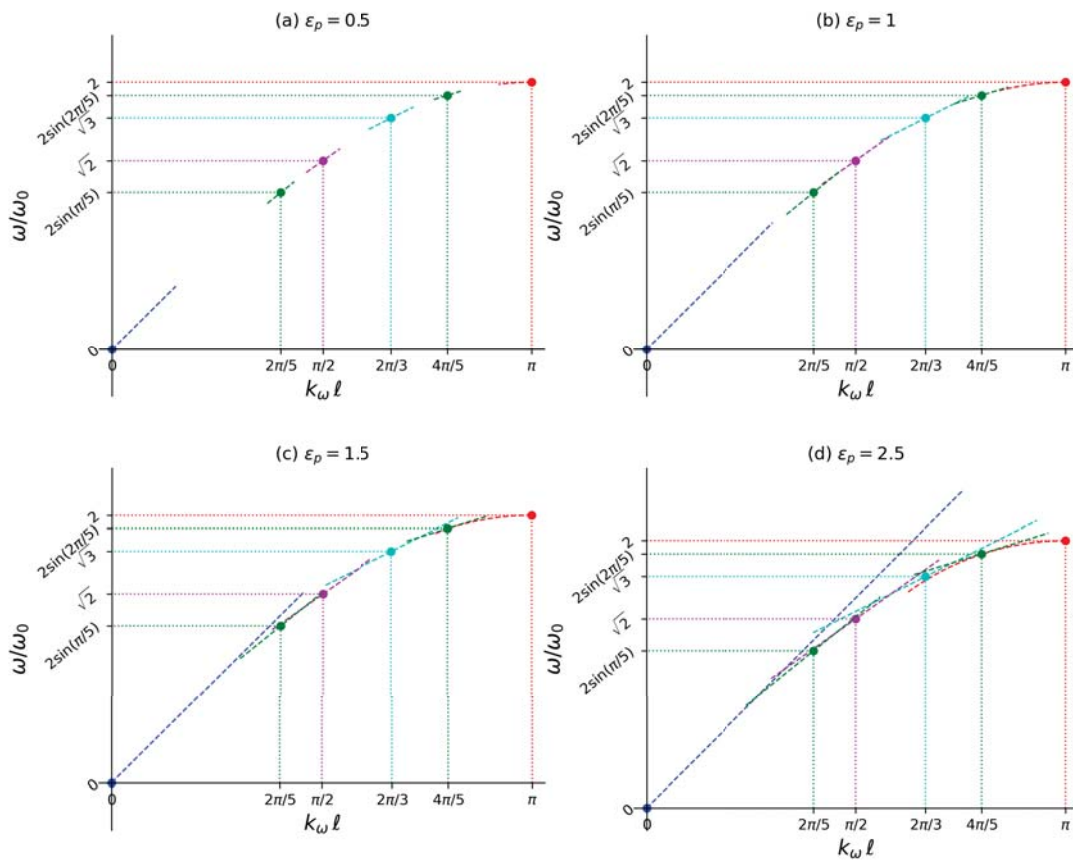 (a) εₚ = 0.5
ω/ω₀
2
2sin(2π/5)
√3
√2
2sin(π/5)
0
0
2π/5
π/2
2π/3
4π/5
π
k_ω ℓ
(b) εₚ = 1
ω/ω₀
2
2sin(2π/5)
√3
√2
2sin(π/5)
0
0
2π/5
π/2
2π/3
4π/5
π
k_ω ℓ
(c) εₚ = 1.5
ω/ω₀
2
2sin(2π/5)
√3
√2
2sin(π/5)
0
0
2π/5
π/2
2π/3
4π/5
π
k_ω ℓ
(d) εₚ = 2.5
ω/ω₀
2
2sin(2π/5)
√3
√2
2sin(π/5)
0
0
2π/5
π/2
2π/3
4π/5
π
k_ω ℓ